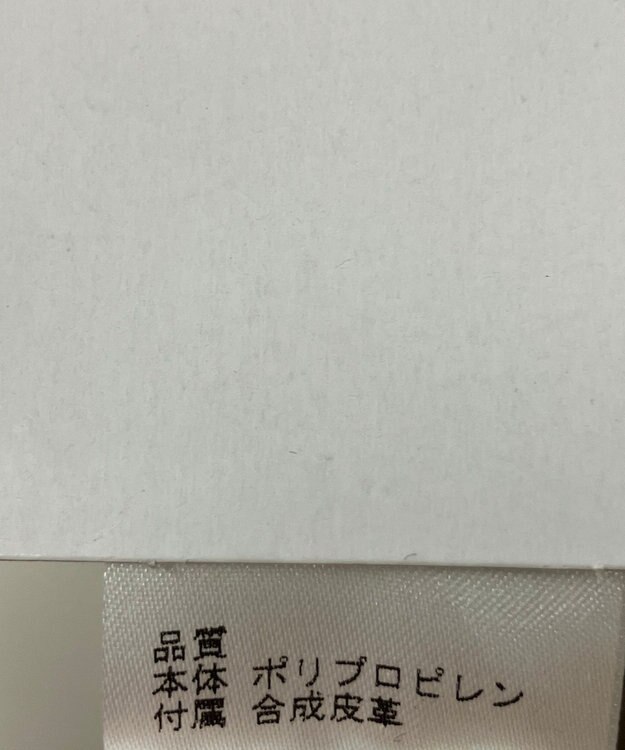 品質
本体 ポリプロピレン
付属 合成皮革